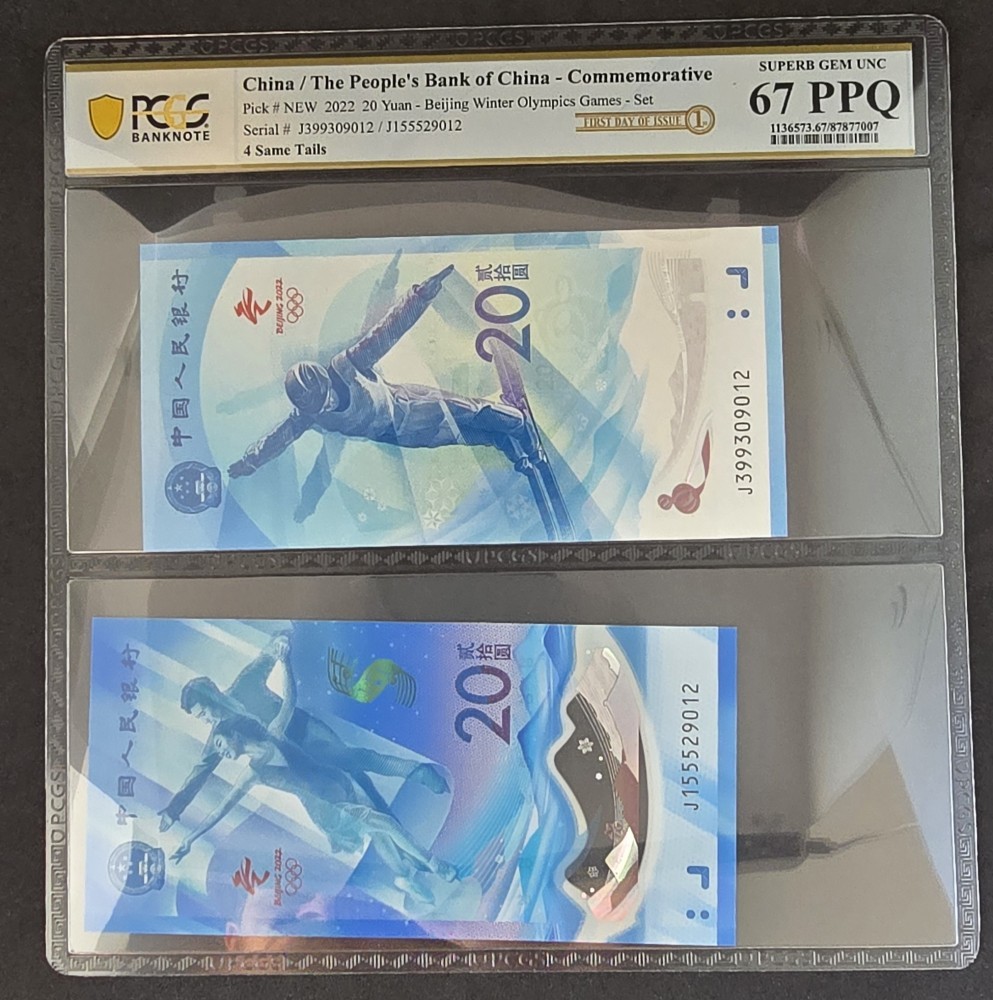 PCGS
BANKNOTE
China / The People's Bank of China - Commemorative
Pick # NEW 2022 20 Yuan - Beijing Winter Olympics Games - Set
Serial # J399309012 / J155529012
4 Same Tails
FIRST DAY OF ISSUE 1
SUPERB GEM UNC
67 PPQ
1136573.67/87877007
中国人民银行
BEIJING 2022
20
贰拾圆
J399309012
中国人民银行
BEIJING 2022
20
贰拾圆
J155529012